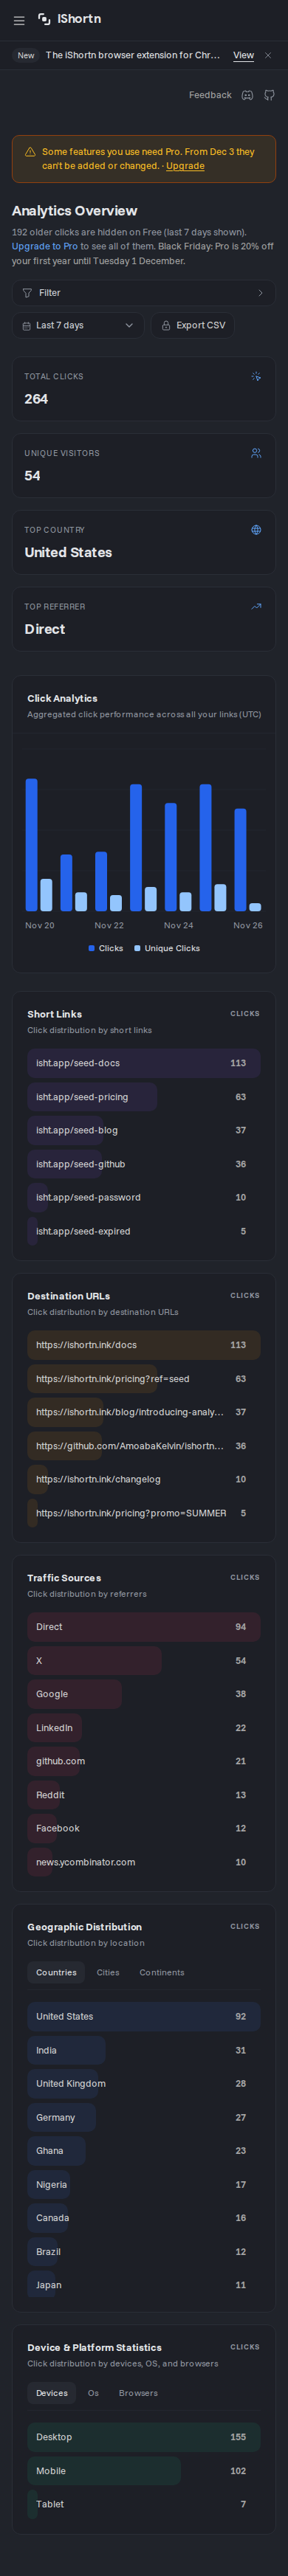 IShortn
New The iShortn browser extension for Chr... View
Feedback
Some features you use need Pro. From Dec 3 they
can't be added or changed. · Upgrade
Analytics Overview
192 older clicks are hidden on Free (last 7 days shown).
Upgrade to Pro to see all of them. Black Friday: Pro is 20% off
your first year until Tuesday 1 December.
Filter
Last 7 days
Export CSV
TOTAL CLICKS
264
UNIQUE VISITORS
54
TOP COUNTRY
United States
TOP REFERRER
Direct
Click Analytics
Aggregated click performance across all your links (UTC)
Nov 20 Nov 22 Nov 24 Nov 26
Clicks Unique Clicks
Short Links CLICKS
Click distribution by short links
isht.app/seed-docs 113
isht.app/seed-pricing 63
isht.app/seed-blog 37
isht.app/seed-github 36
isht.app/seed-password 10
isht.app/seed-expired 5
Destination URLs CLICKS
Click distribution by destination URLs
https://ishortn.ink/docs 113
https://ishortn.ink/pricing?ref=seed 63
https://ishortn.ink/blog/introducing-analy... 37
https://github.com/AmoabaKelvin/ishortn... 36
https://ishortn.ink/changelog 10
https://ishortn.ink/pricing?promo=SUMMER 5
Traffic Sources CLICKS
Click distribution by referrers
Direct 94
X 54
Google 38
LinkedIn 22
github.com 21
Reddit 13
Facebook 12
news.ycombinator.com 10
Geographic Distribution CLICKS
Click distribution by location
Countries Cities Continents
United States 92
India 31
United Kingdom 28
Germany 27
Ghana 23
Nigeria 17
Canada 16
Brazil 12
Japan 11
Device & Platform Statistics CLICKS
Click distribution by devices, OS, and browsers
Devices Os Browsers
Desktop 155
Mobile 102
Tablet 7